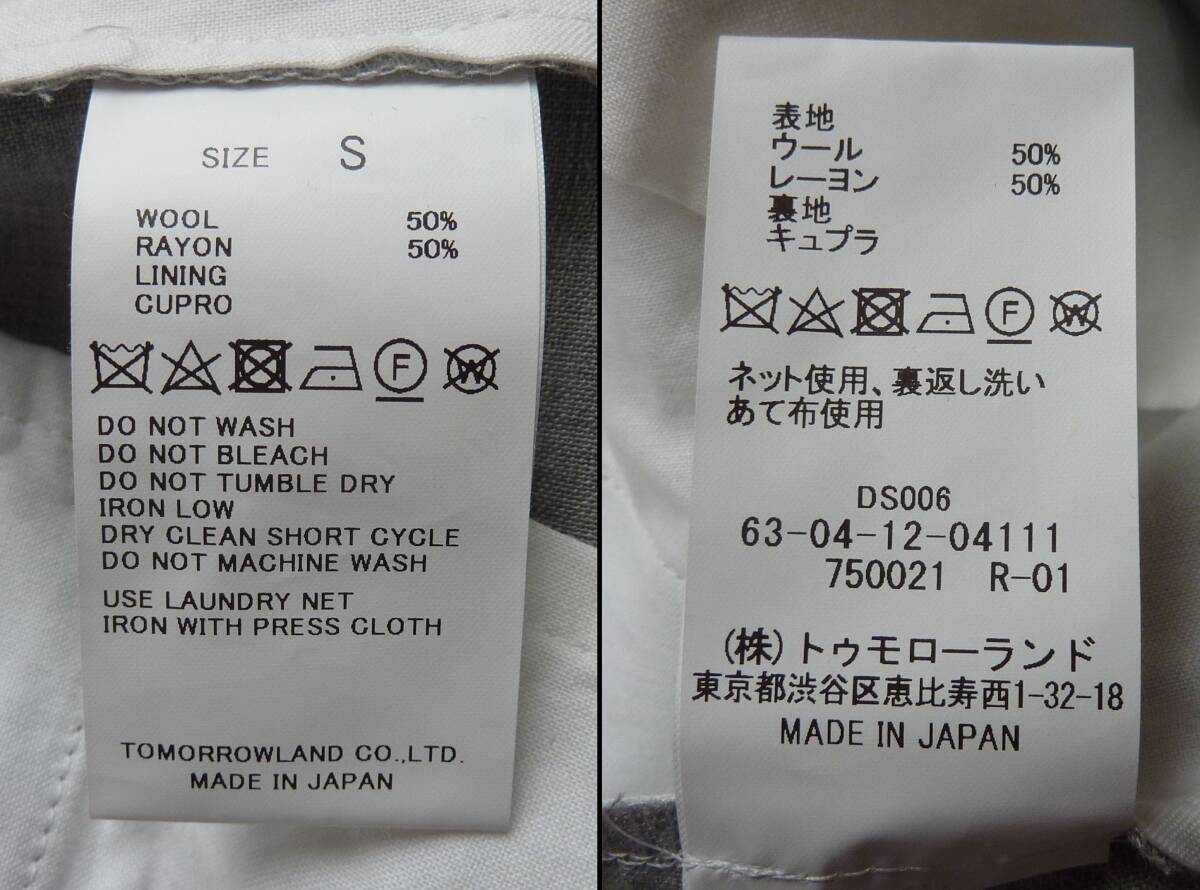 SIZE S
WOOL 50%
RAYON 50%
LINING
CUPRO
F W
DO NOT WASH
DO NOT BLEACH
DO NOT TUMBLE DRY
IRON LOW
DRY CLEAN SHORT CYCLE
DO NOT MACHINE WASH
USE LAUNDRY NET
IRON WITH PRESS CLOTH
TOMORROWLAND CO.,LTD.
MADE IN JAPAN
表地
ウール 50%
レーヨン 50%
裏地
キュプラ
F W
ネット使用、裏返し洗い
あて布使用
DS006
63-04-12-04111
750021 R-01
(株)トゥモローランド
東京都渋谷区恵比寿西1-32-18
MADE IN JAPAN